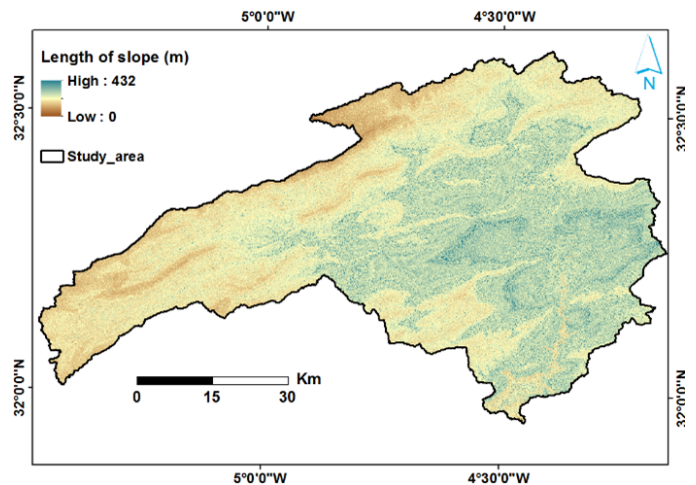 5°0'0"W 4°30'0"W
Length of slope (m)
High : 432
Low : 0
Study_area
N
32°30'0"N 32°30'0"N
32°0'0"N 32°0'0"N
Km
0 15 30
5°0'0"W 4°30'0"W